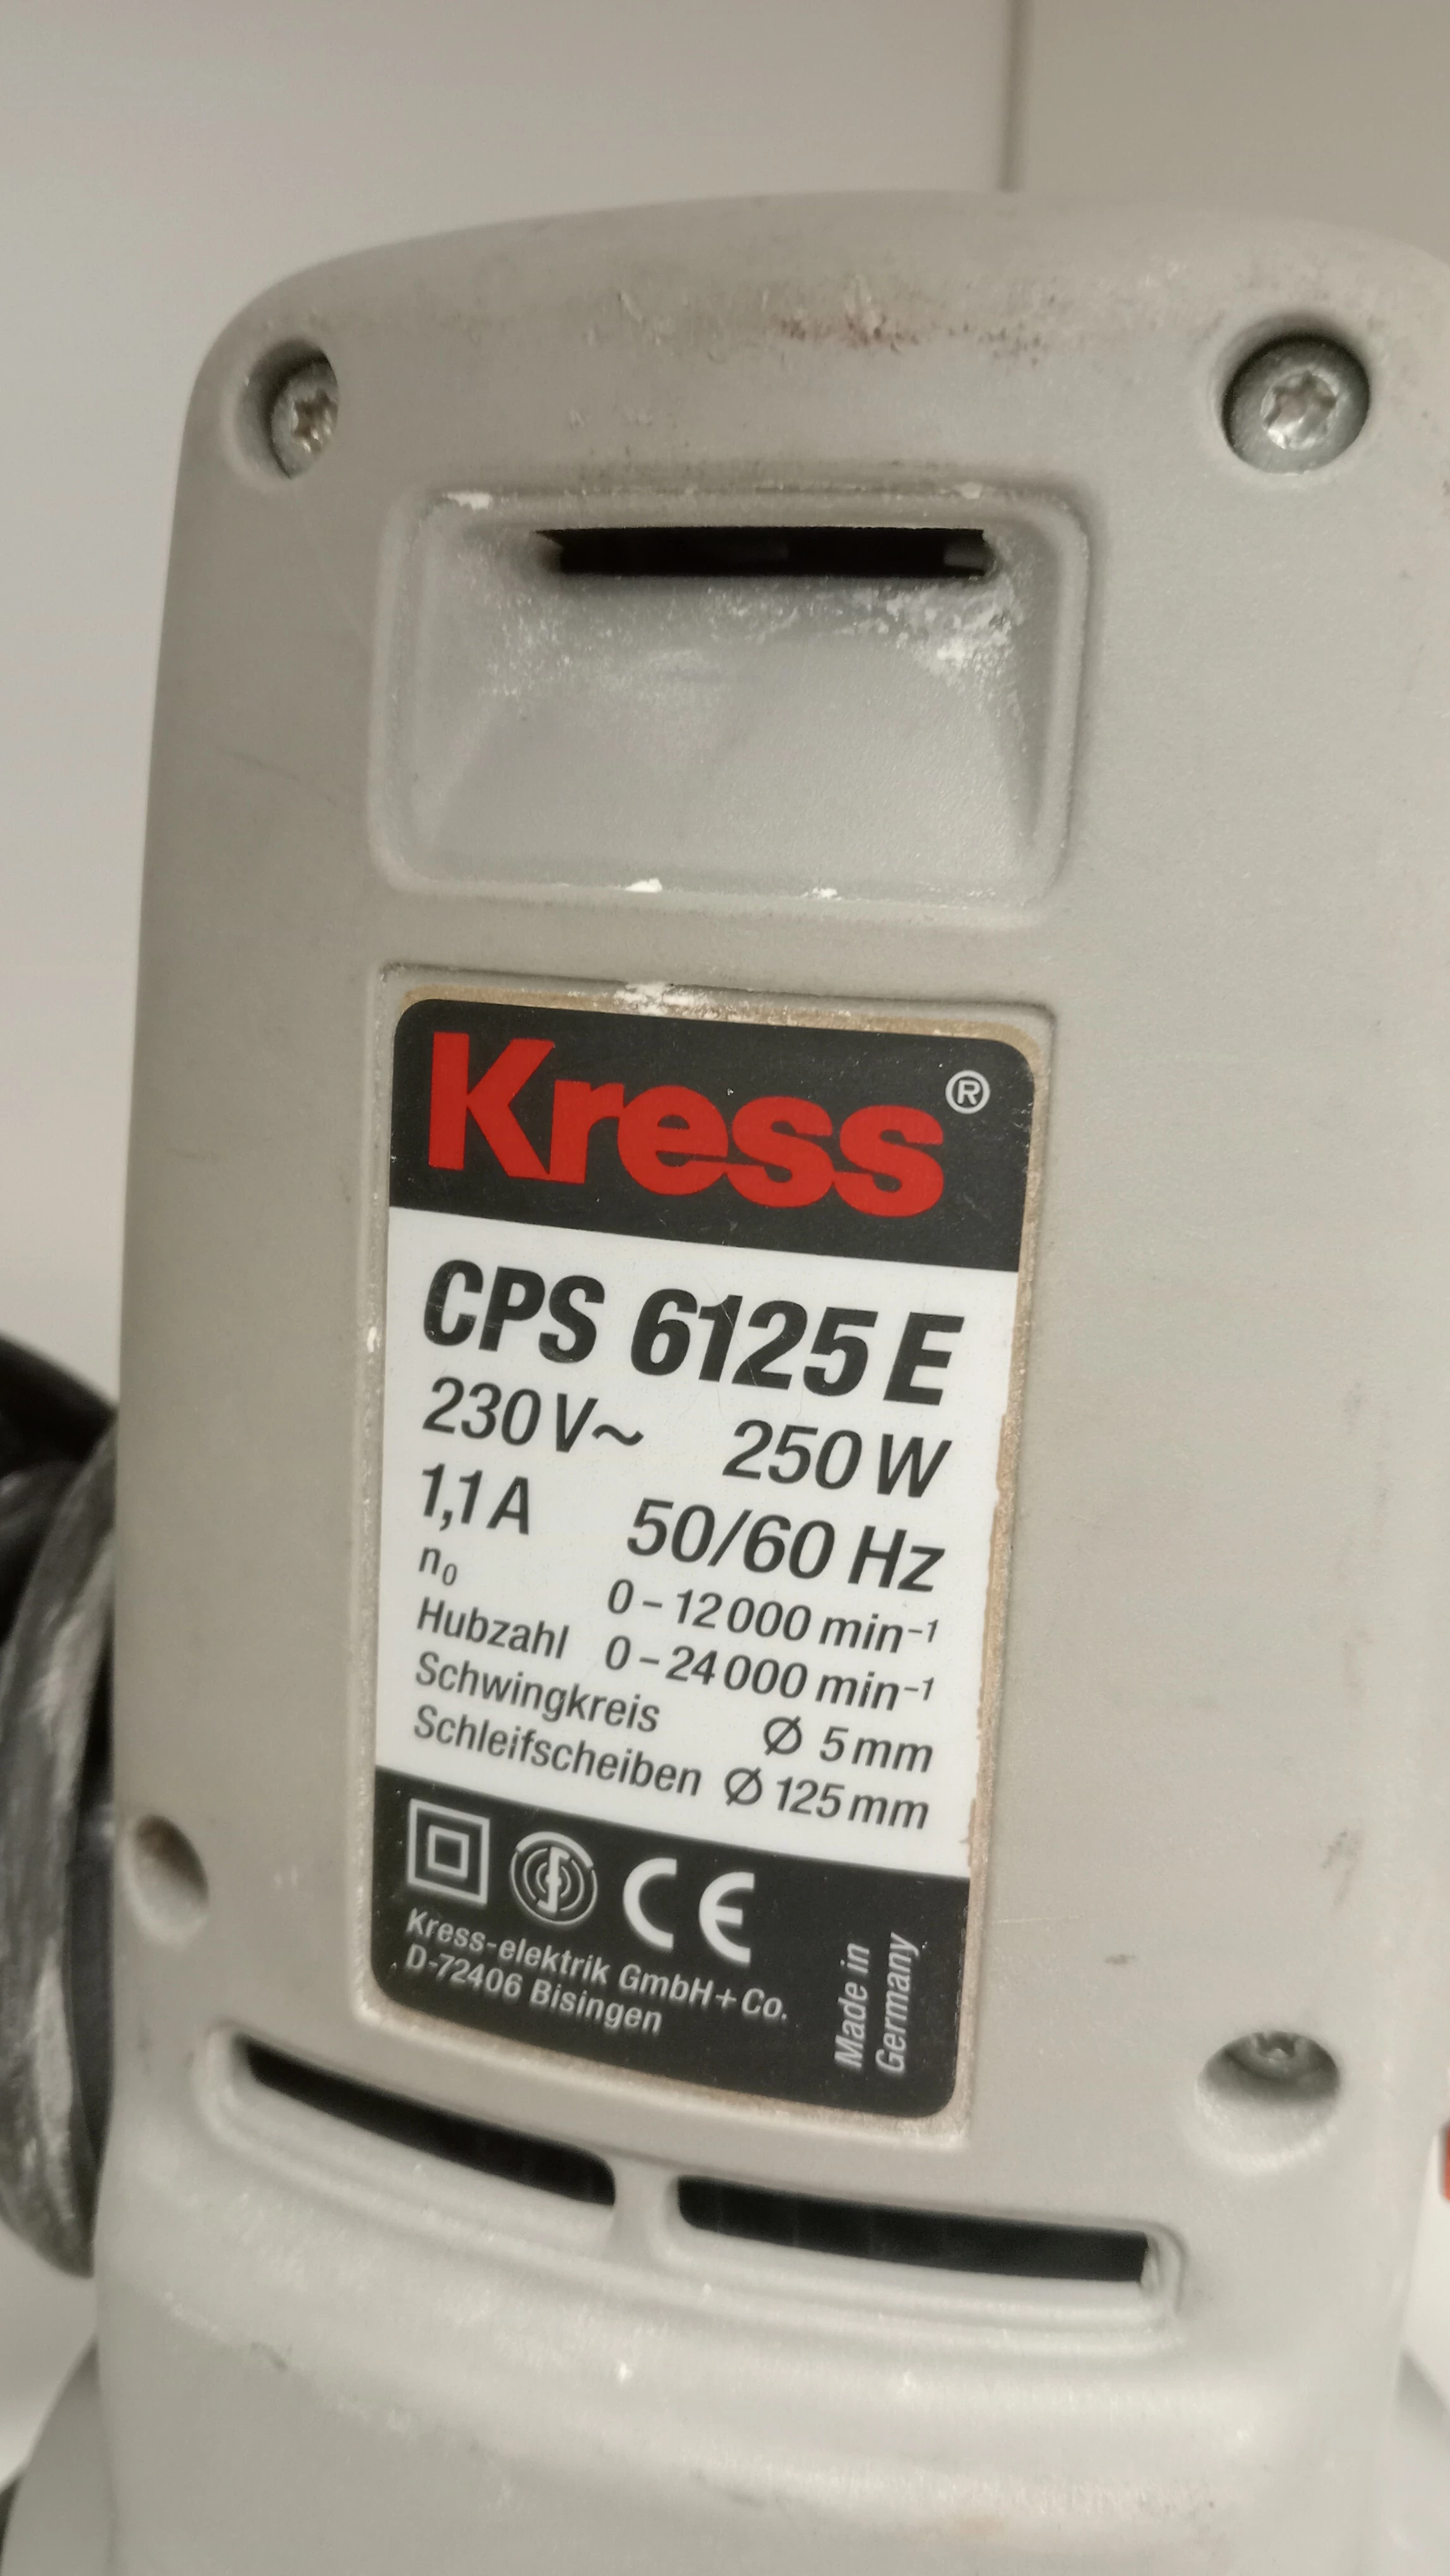 Kress®
CPS 6125 E
230 V~ 250 W
1,1 A 50/60 Hz
n₀ 0 – 12 000 min⁻¹
Hubzahl 0 – 24 000 min⁻¹
Schwingkreis Ø 5 mm
Schleifscheiben Ø 125 mm
CE
Kress-elektrik GmbH+Co.
D-72406 Bisingen
Made in
Germany